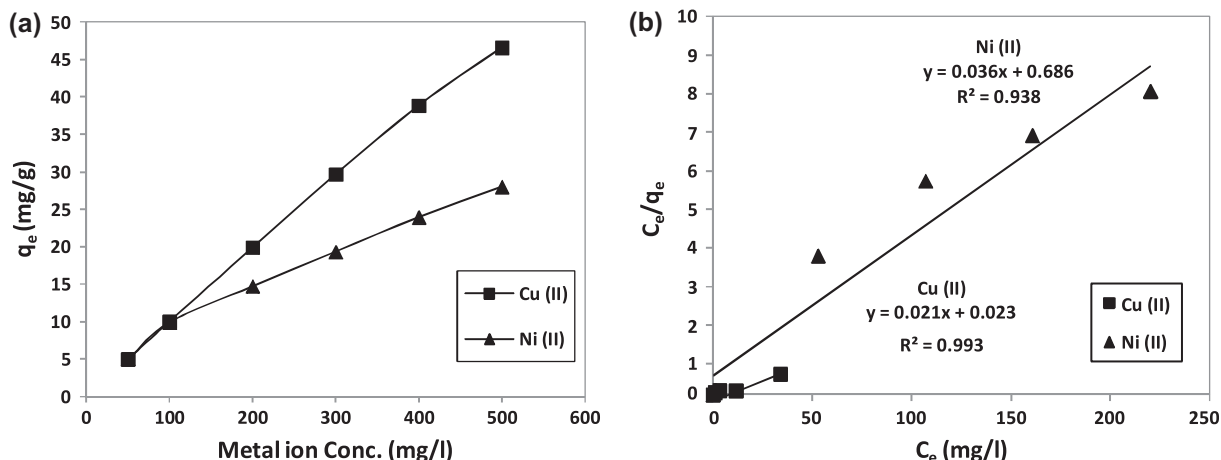 (a)
50
45
40
35
30
25
20
15
10
5
0
qₑ (mg/g)
Cu (II)
Ni (II)
0 100 200 300 400 500 600
Metal ion Conc. (mg/l)
(b)
10
9
8
7
6
5
4
3
2
1
0
Cₑ/qₑ
Ni (II)
y = 0.036x + 0.686
R² = 0.938
Cu (II)
y = 0.021x + 0.023
R² = 0.993
Cu (II)
Ni (II)
0 50 100 150 200 250
Cₑ (mg/l)